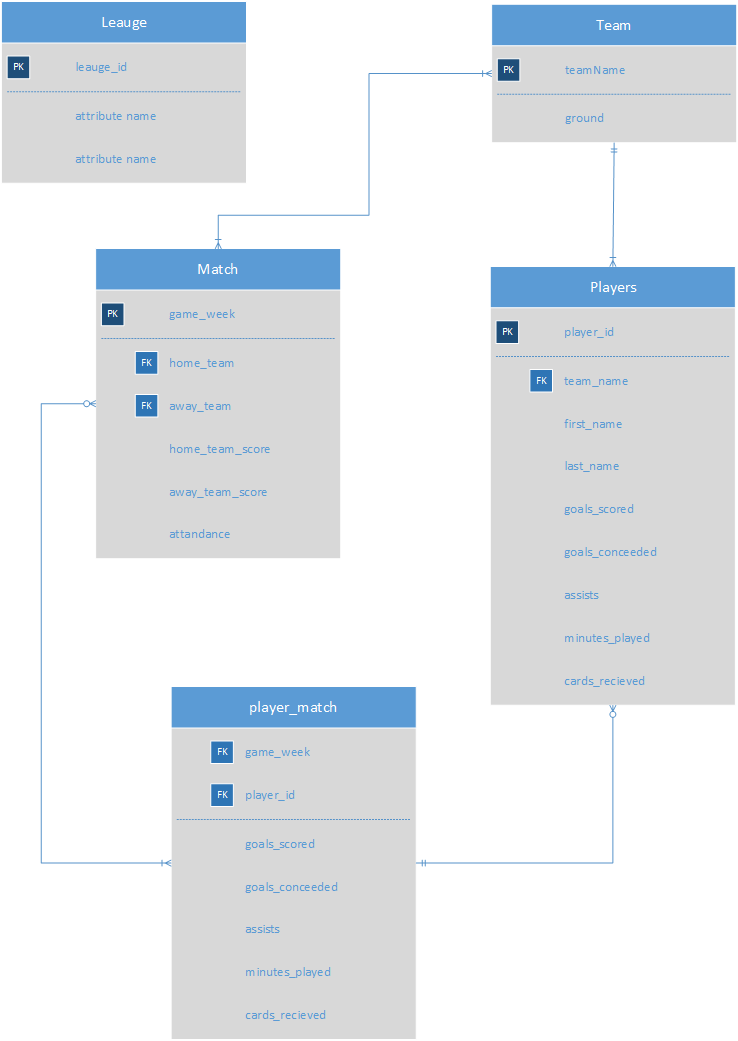 Leauge
PK leauge_id
attribute name
attribute name
Team
PK teamName
ground
Match
PK game_week
FK home_team
FK away_team
home_team_score
away_team_score
attandance
Players
PK player_id
FK team_name
first_name
last_name
goals_scored
goals_conceeded
assists
minutes_played
cards_recieved
player_match
FK game_week
FK player_id
goals_scored
goals_conceeded
assists
minutes_played
cards_recieved